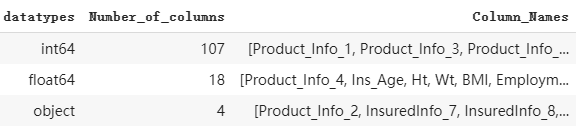 datatypes Number_of_columns Column_Names
int64 107 [Product_Info_1, Product_Info_3, Product_Info_...
float64 18 [Product_Info_4, Ins_Age, Ht, Wt, BMI, Employm...
object 4 [Product_Info_2, InsuredInfo_7, InsuredInfo_8,...